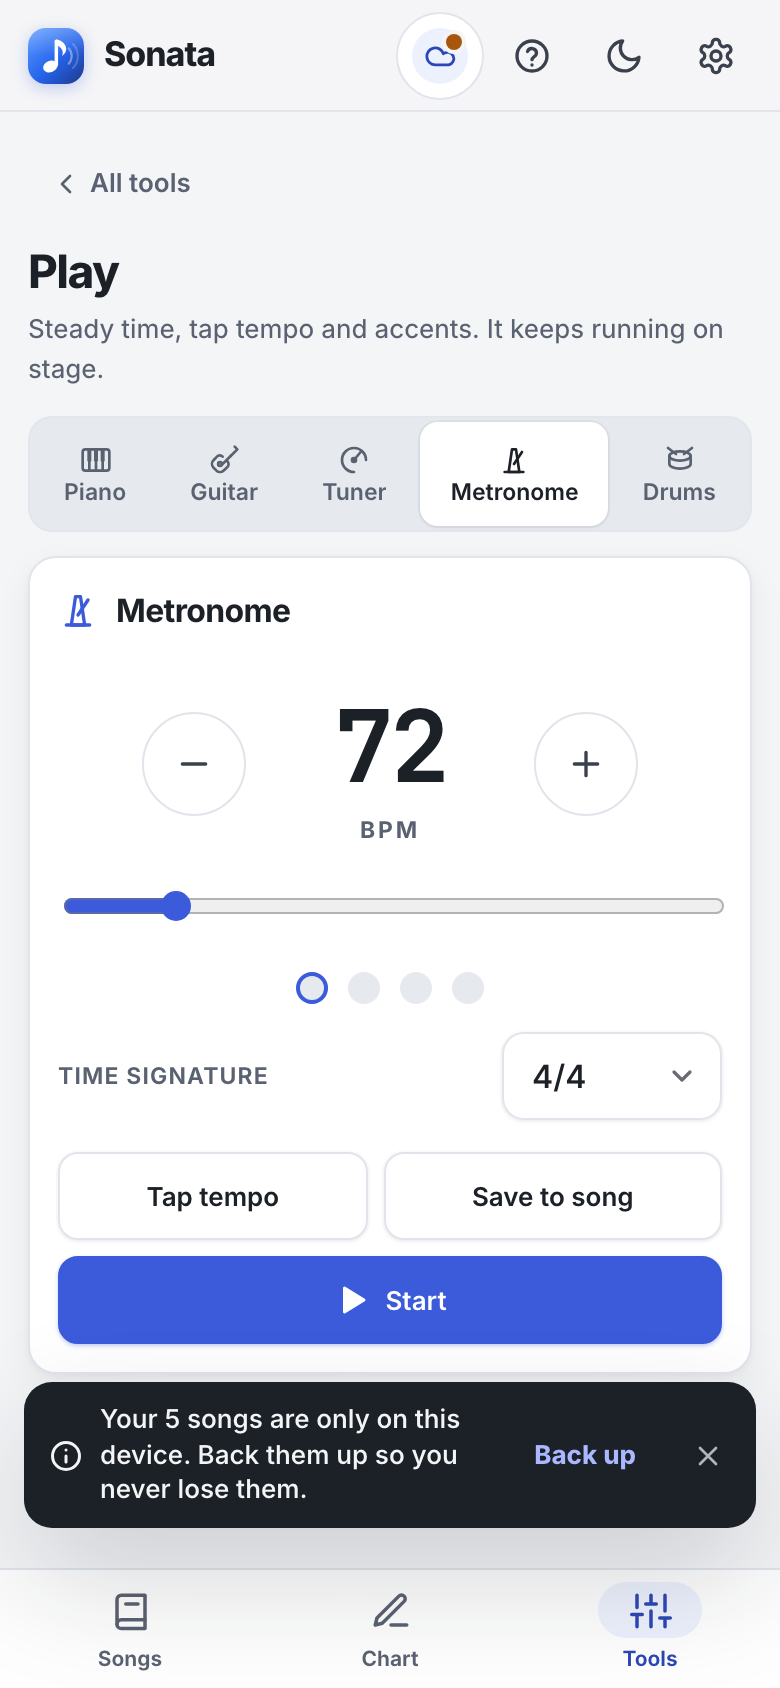 Sonata
All tools
Play
Steady time, tap tempo and accents. It keeps running on
stage.
Piano
Guitar
Tuner
Metronome
Drums
Metronome
72
BPM
TIME SIGNATURE
4/4
Tap tempo
Save to song
Start
Your 5 songs are only on this
device. Back them up so you
never lose them.
Back up
Songs
Chart
Tools